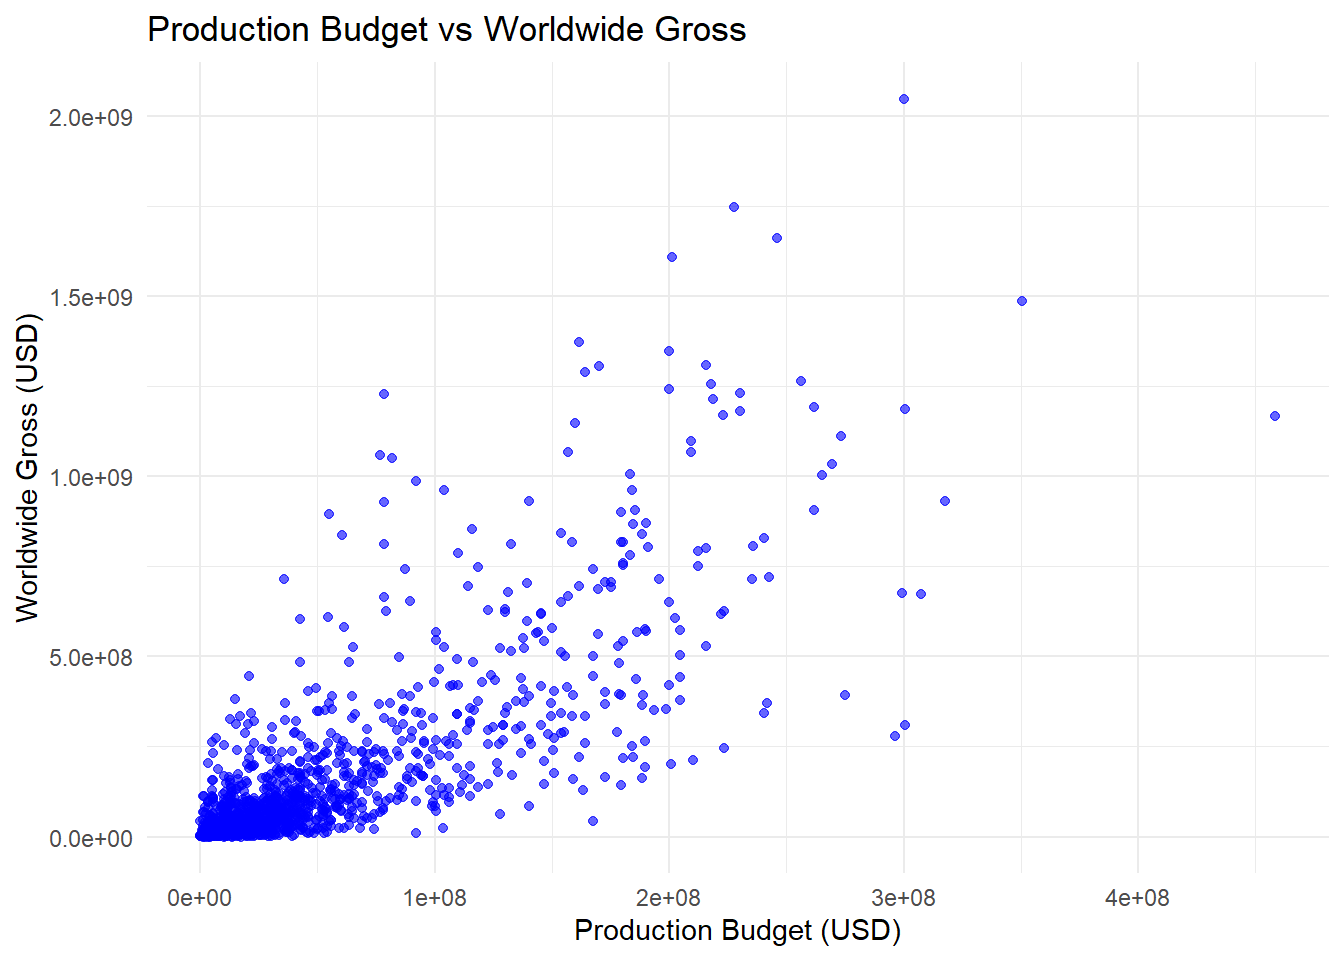 Production Budget vs Worldwide Gross
Worldwide Gross (USD)
2.0e+09
1.5e+09
1.0e+09
5.0e+08
0.0e+00
0e+00 1e+08 2e+08 3e+08 4e+08
Production Budget (USD)